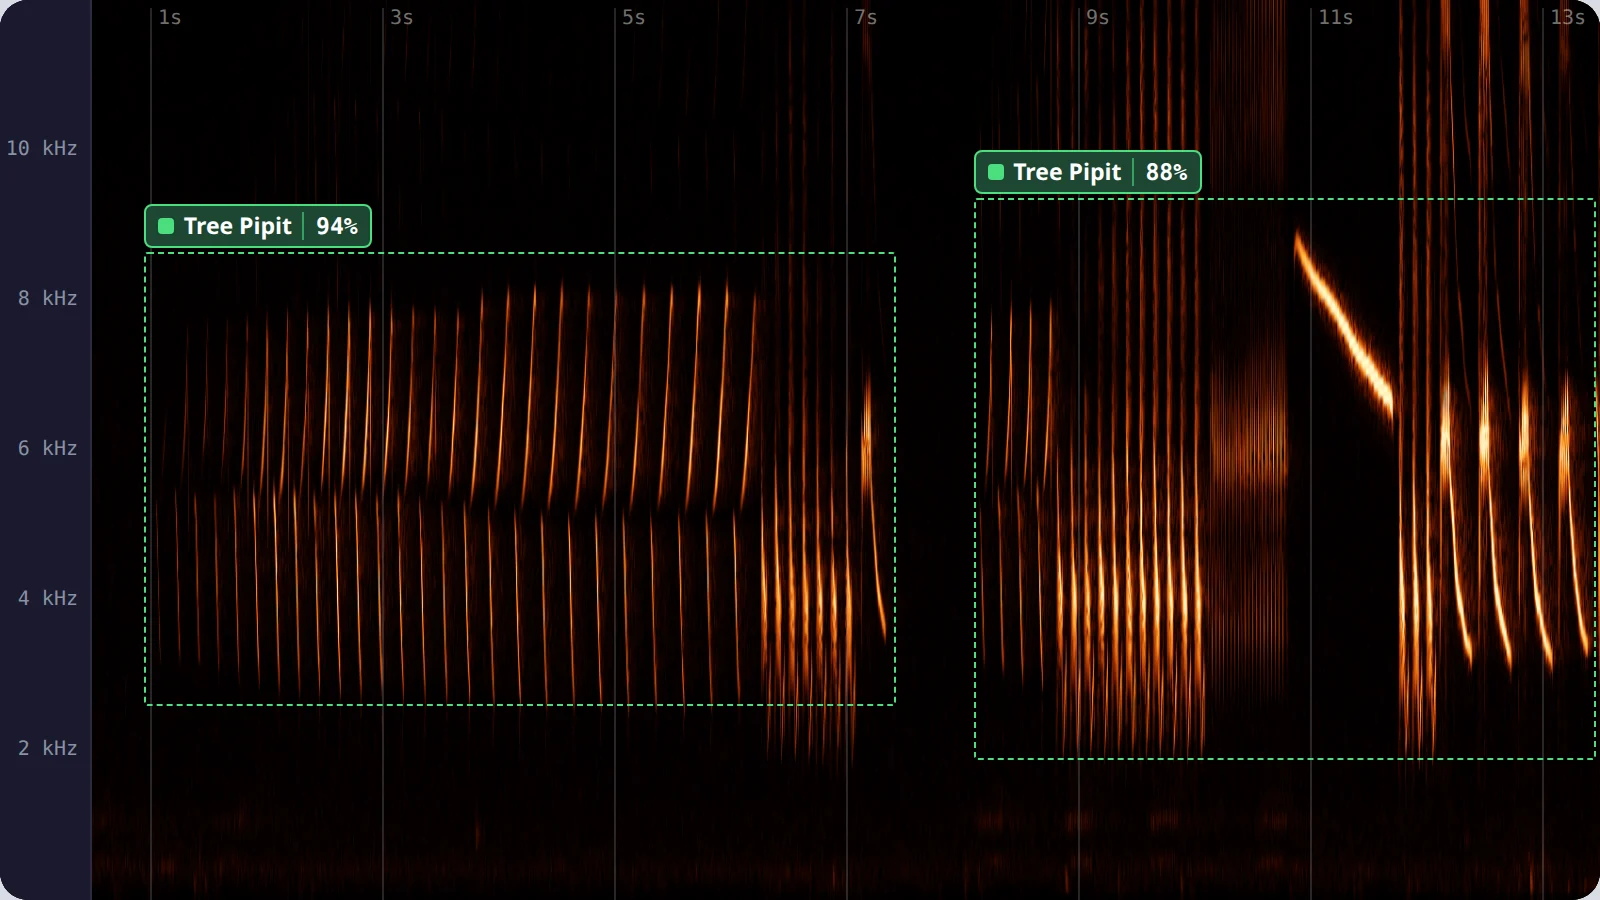 1s 3s 5s 7s 9s 11s 13s
10 kHz
Tree Pipit 88%
Tree Pipit 94%
8 kHz
6 kHz
4 kHz
2 kHz